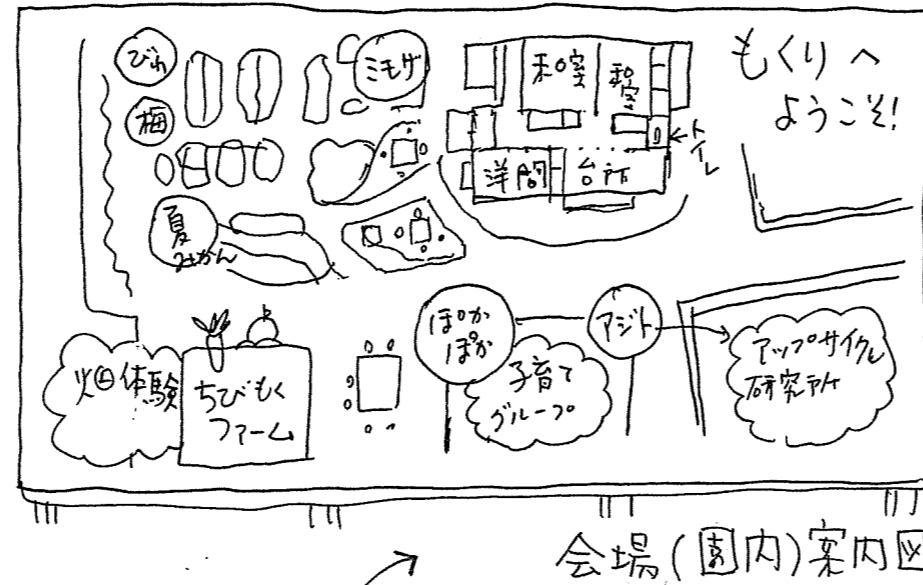 もくりへ
ようこそ!
びわ
梅
夏
みかん
ミモザ
和室
和室
トイレ
洋間
台所
ぽか
ぽか
子育て
グループ
アジト
アップサイクル
研究所
体験
ちびもく
ファーム
会場(園内)案内図